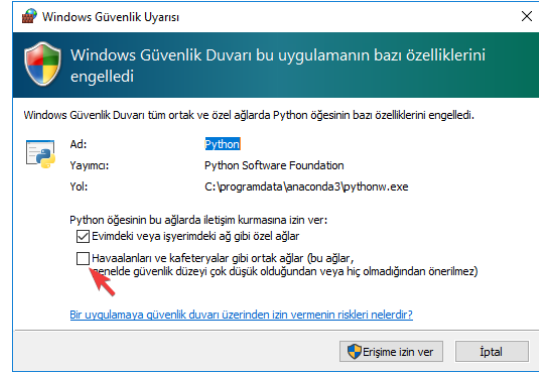 Windows Güvenlik Uyarısı
Windows Güvenlik Duvarı bu uygulamanın bazı özelliklerini
engelledi
Windows Güvenlik Duvarı tüm ortak ve özel ağlarda Python öğesinin bazı özelliklerini engelledi.
Ad: Python
Yayımcı: Python Software Foundation
Yol: C:\programdata\anaconda3\pythonw.exe
Python öğesinin bu ağlarda iletişim kurmasına izin ver:
Evimdeki veya işyerimdeki ağ gibi özel ağlar
Havaalanları ve kafeteryalar gibi ortak ağlar (bu ağlar,
genelde güvenlik düzeyi çok düşük olduğundan veya hiç olmadığından önerilmez)
Bir uygulamaya güvenlik duvarı üzerinden izin vermenin riskleri nelerdir?
Erişime izin ver İptal